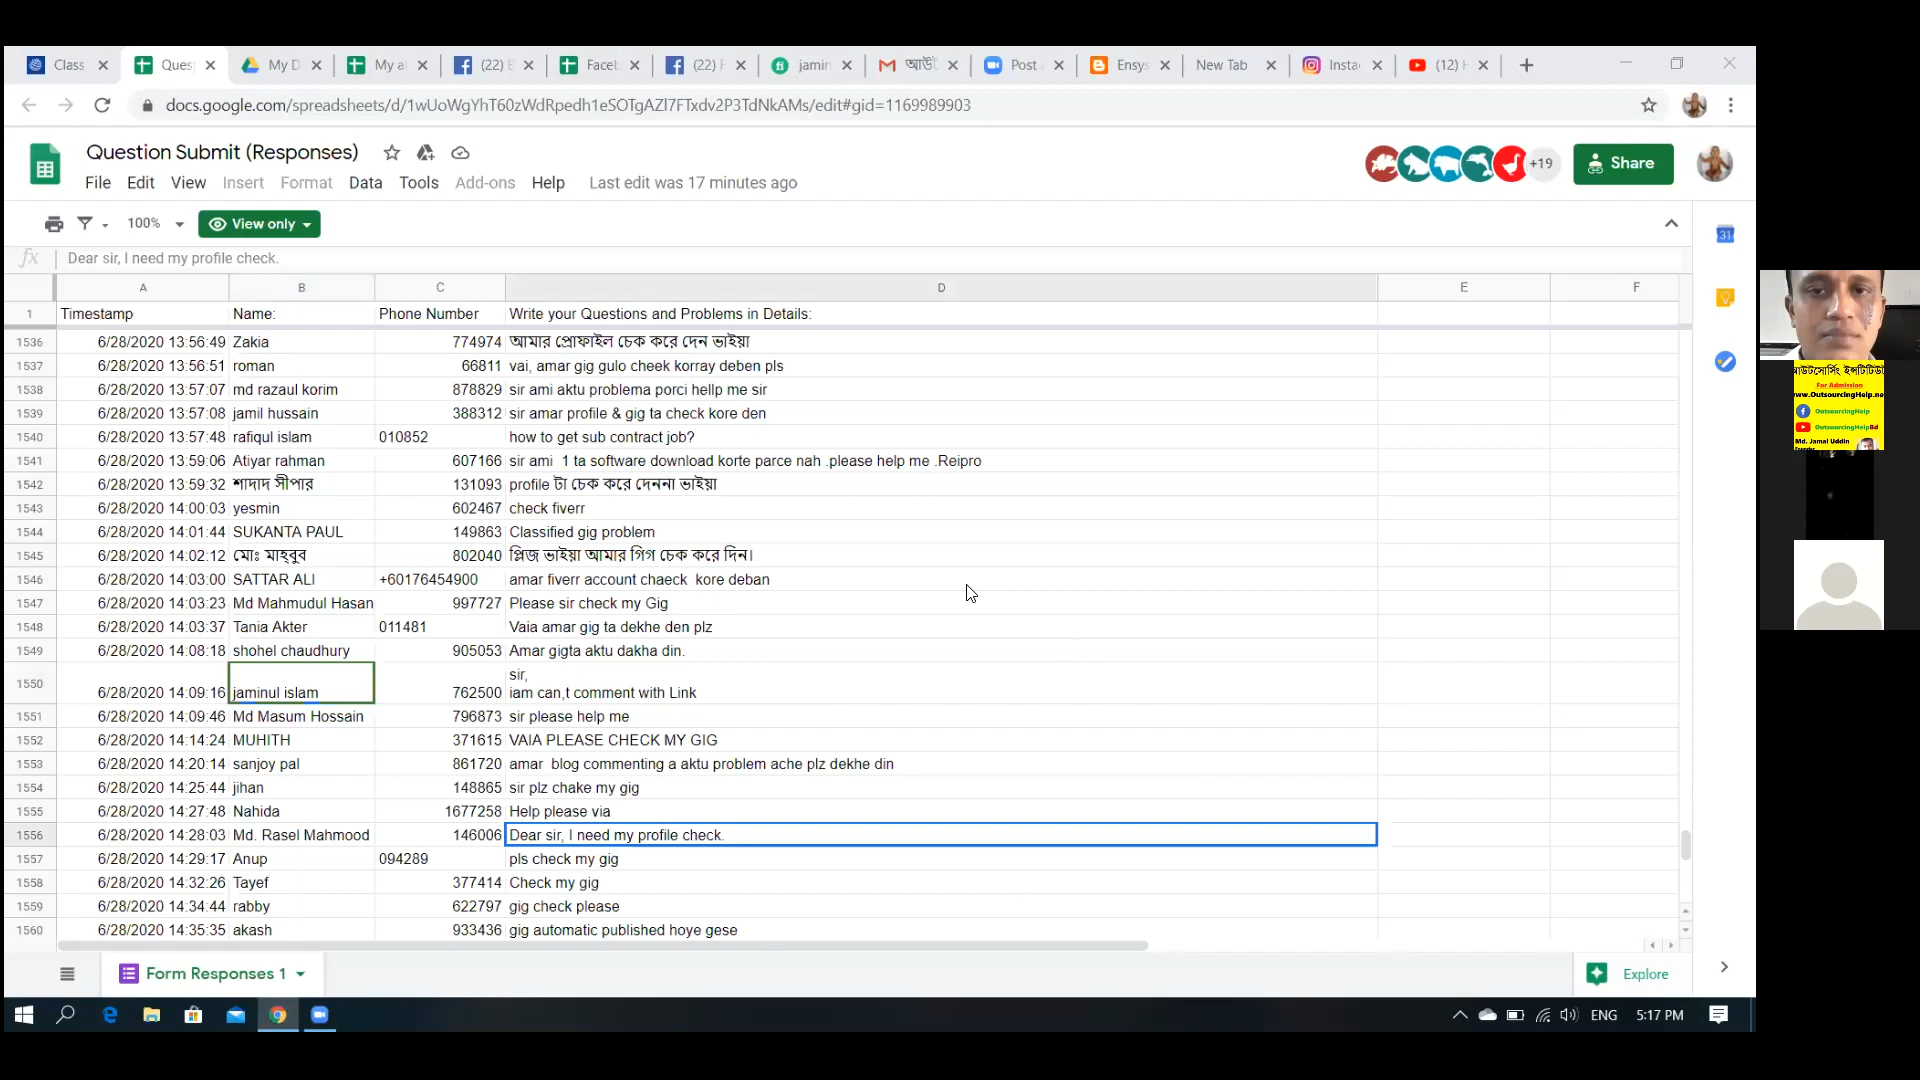 Class
Ques
My D
My a
(22) E
Facel
(22) F
jamin
আউ
Post
Ensys
New Tab
Insta
(12) H
docs.google.com/spreadsheets/d/1wUoWgYhT60zWdRpedh1eSOTgAZl7FTxdv2P3TdNkAMs/edit#gid=1169989903
Question Submit (Responses)
+19
Share
File Edit View Insert Format Data Tools Add-ons Help Last edit was 17 minutes ago
100% View only
31
fx Dear sir, I need my profile check.
A B C D E F
1 Timestamp Name: Phone Number Write your Questions and Problems in Details:
1536 6/28/2020 13:56:49 Zakia 774974 আমার প্রোফাইল চেক করে দেন ভাইয়া
1537 6/28/2020 13:56:51 roman 66811 vai, amar gig gulo cheek korray deben pls
1538 6/28/2020 13:57:07 md razaul korim 878829 sir ami aktu problema porci hellp me sir
1539 6/28/2020 13:57:08 jamil hussain 388312 sir amar profile & gig ta check kore den
1540 6/28/2020 13:57:48 rafiqul islam 010852 how to get sub contract job?
1541 6/28/2020 13:59:06 Atiyar rahman 607166 sir ami 1 ta software download korte parce nah .please help me .Reipro
1542 6/28/2020 13:59:32 শাদাদ সীপার 131093 profile টা চেক করে দেননা ভাইয়া
1543 6/28/2020 14:00:03 yesmin 602467 check fiverr
1544 6/28/2020 14:01:44 SUKANTA PAUL 149863 Classified gig problem
1545 6/28/2020 14:02:12 মোঃ মাহ্‌বুব 802040 প্লিজ ভাইয়া আমার গিগ চেক করে দিন।
1546 6/28/2020 14:03:00 SATTAR ALI +60176454900 amar fiverr account chaeck kore deban
1547 6/28/2020 14:03:23 Md Mahmudul Hasan 997727 Please sir check my Gig
1548 6/28/2020 14:03:37 Tania Akter 011481 Vaia amar gig ta dekhe den plz
1549 6/28/2020 14:08:18 shohel chaudhury 905053 Amar gigta aktu dakha din.
sir,
1550 6/28/2020 14:09:16 jaminul islam 762500 iam can,t comment with Link
1551 6/28/2020 14:09:46 Md Masum Hossain 796873 sir please help me
1552 6/28/2020 14:14:24 MUHITH 371615 VAIA PLEASE CHECK MY GIG
1553 6/28/2020 14:20:14 sanjoy pal 861720 amar blog commenting a aktu problem ache plz dekhe din
1554 6/28/2020 14:25:44 jihan 148865 sir plz chake my gig
1555 6/28/2020 14:27:48 Nahida 1677258 Help please via
1556 6/28/2020 14:28:03 Md. Rasel Mahmood 146006 Dear sir, I need my profile check.
1557 6/28/2020 14:29:17 Anup 094289 pls check my gig
1558 6/28/2020 14:32:26 Tayef 377414 Check my gig
1559 6/28/2020 14:34:44 rabby 622797 gig check please
1560 6/28/2020 14:35:35 akash 933436 gig automatic published hoye gese
Form Responses 1
Explore
ENG 5:17 PM
আউটসোর্সিং ইন্সটিটিউট
For Admission
www.OutsourcingHelp.ne
OutsourcingHelp
OutsourcingHelpBd
Md. Jamal Uddin